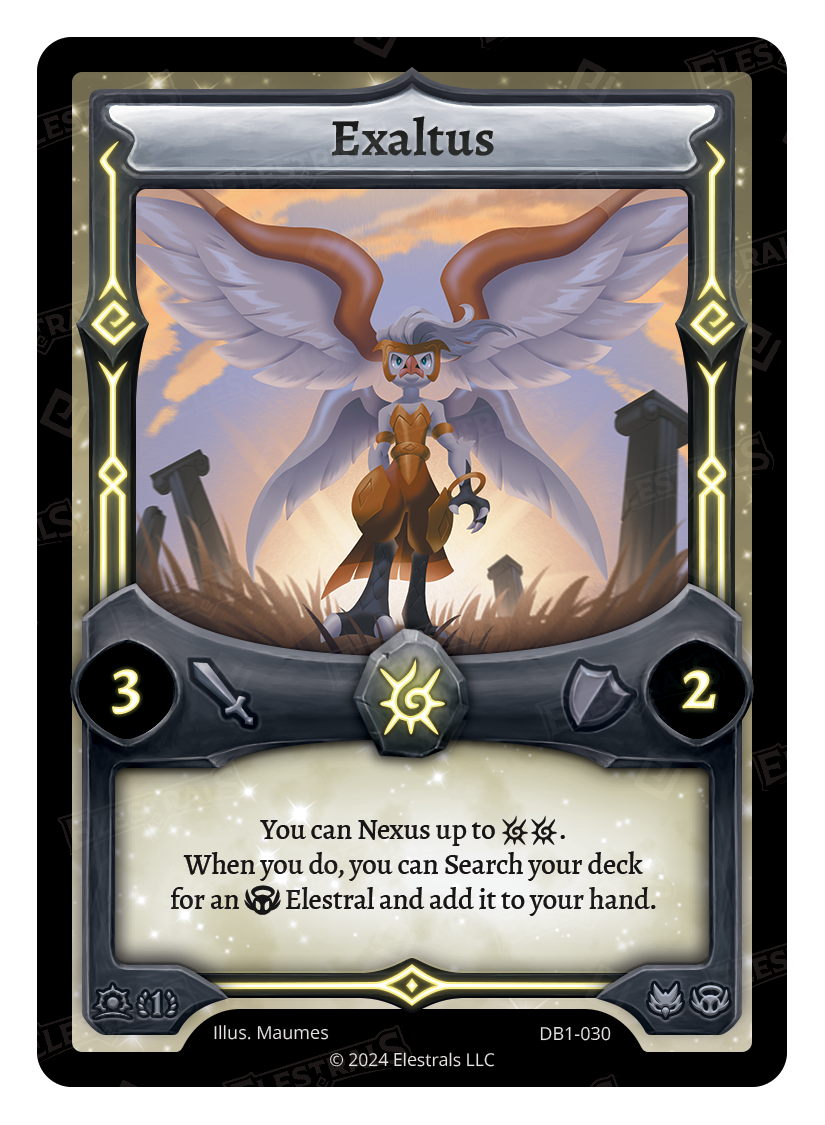 Exaltus
3
2
You can Nexus up to .
When you do, you can Search your deck
for an Elestral and add it to your hand.
1
Illus. Maumes
DB1-030
© 2024 Elestrals LLC
ELESTRALS